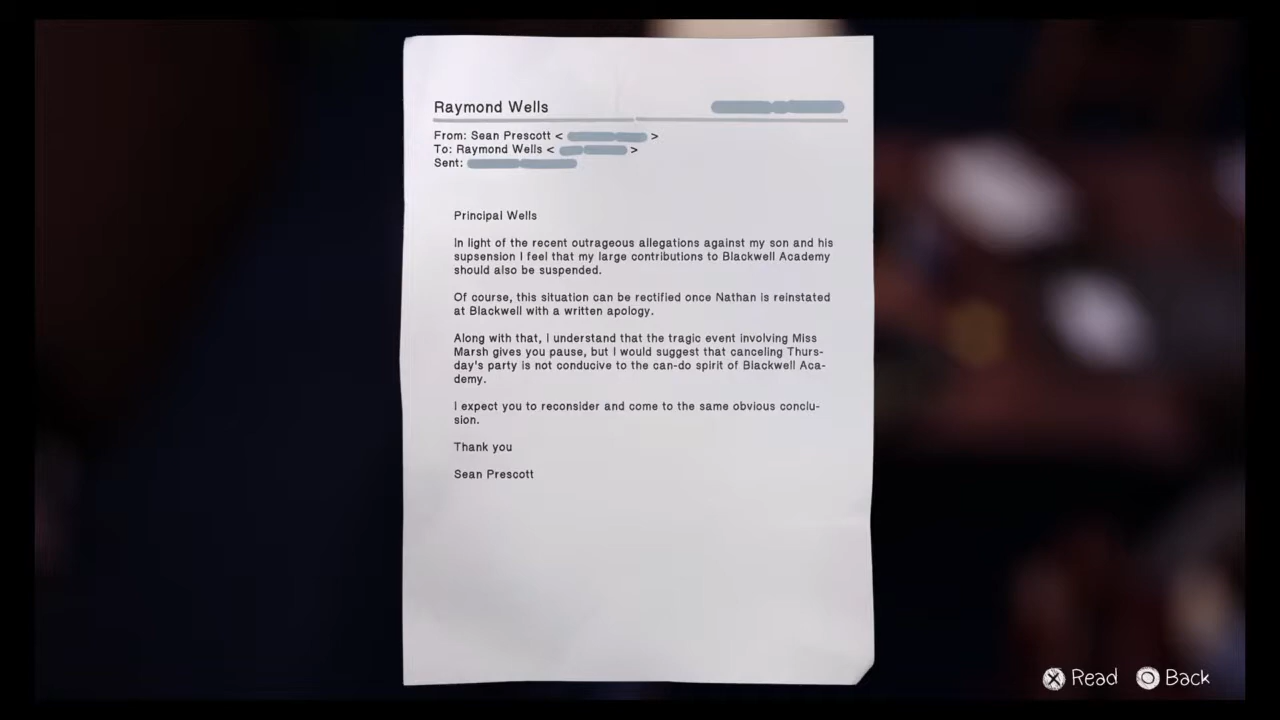 Raymond Wells
From: Sean Prescott < >
To: Raymond Wells < >
Sent:
Principal Wells
In light of the recent outrageous allegations against my son and his
supsension I feel that my large contributions to Blackwell Academy
should also be suspended.
Of course, this situation can be rectified once Nathan is reinstated
at Blackwell with a written apology.
Along with that, I understand that the tragic event involving Miss
Marsh gives you pause, but I would suggest that canceling Thurs-
day's party is not conducive to the can-do spirit of Blackwell Aca-
demy.
I expect you to reconsider and come to the same obvious conclu-
sion.
Thank you
Sean Prescott
Read Back